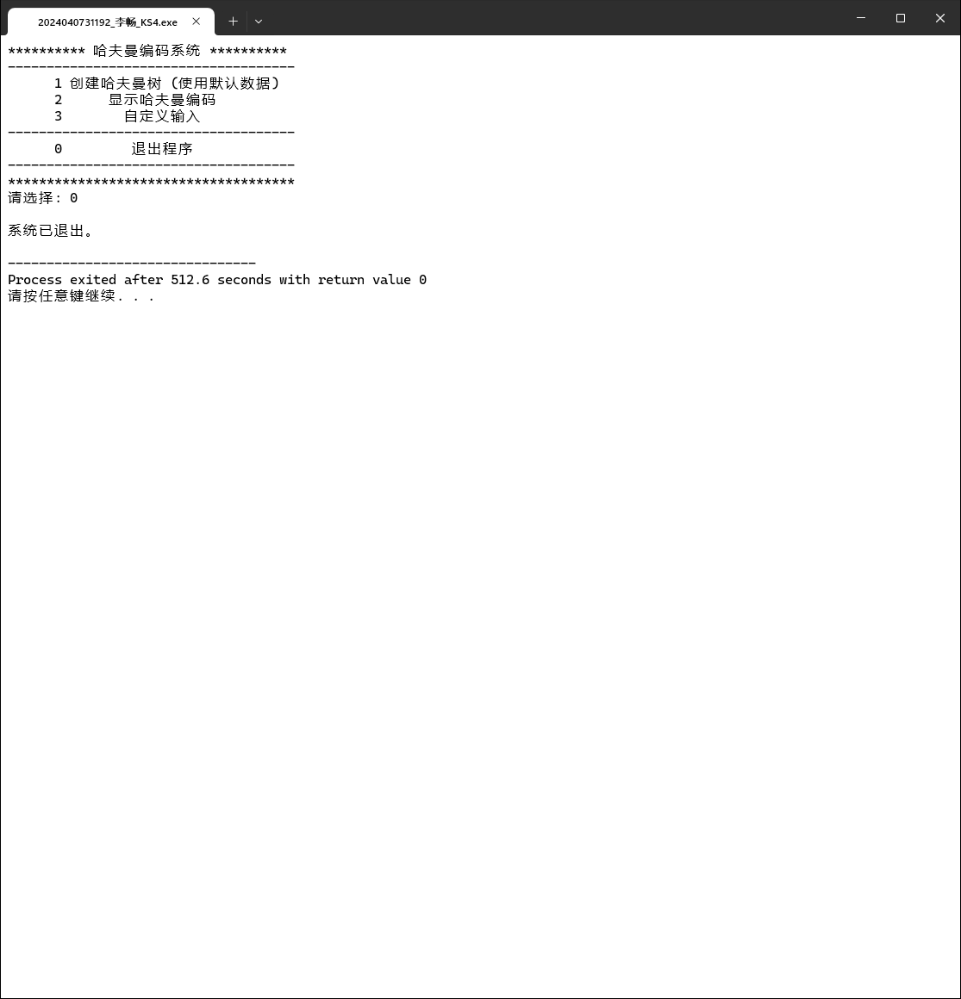 2024040731192_李畅_KS4.exe
********** 哈夫曼编码系统 **********
-------------------------------------
1 创建哈夫曼树 (使用默认数据)
2 显示哈夫曼编码
3 自定义输入
-------------------------------------
0 退出程序
-------------------------------------
*************************************
请选择: 0
系统已退出。
--------------------------------
Process exited after 512.6 seconds with return value 0
请按任意键继续. . .